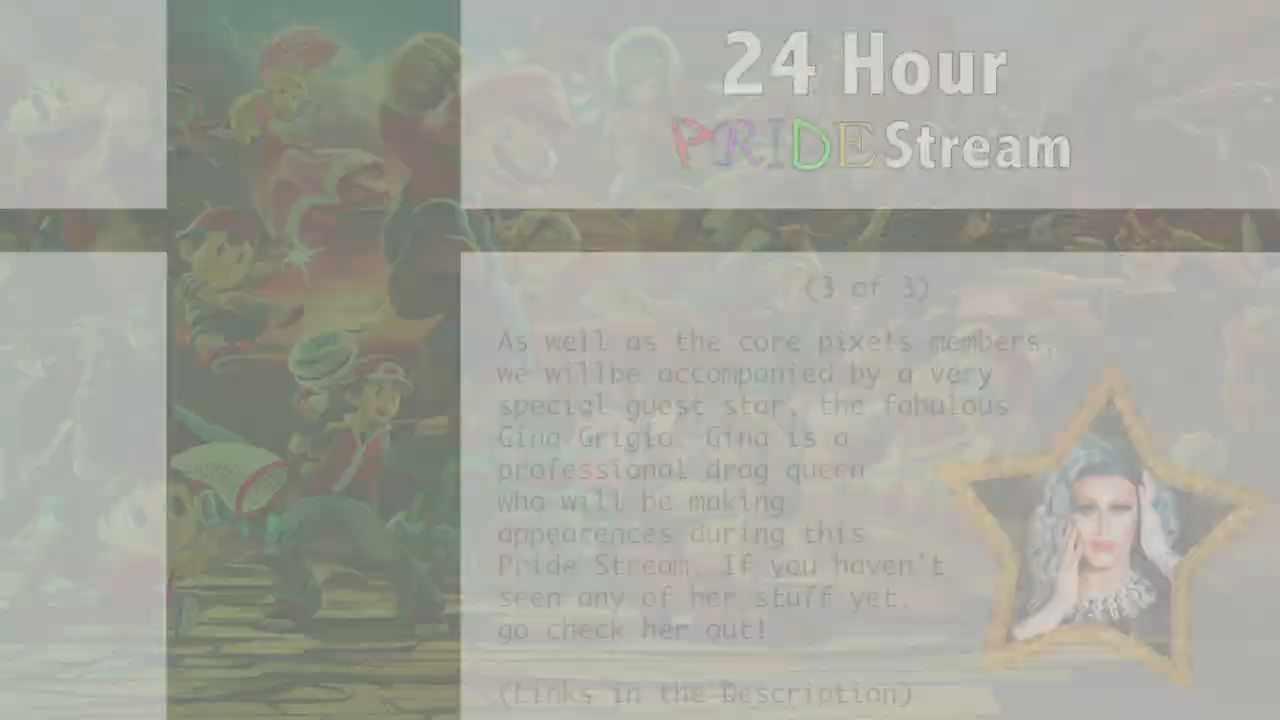 24 Hour
PRIDE Stream
(3 of 3)
As well as the core pixels members,
we willbe accompanied by a very
special guest star, the fabulous
Gina Grigio. Gina is a
professional drag queen
who will be making
appearences during this
Pride Stream. If you haven't
seen any of her stuff yet,
go check her out!
(Links in the Description)